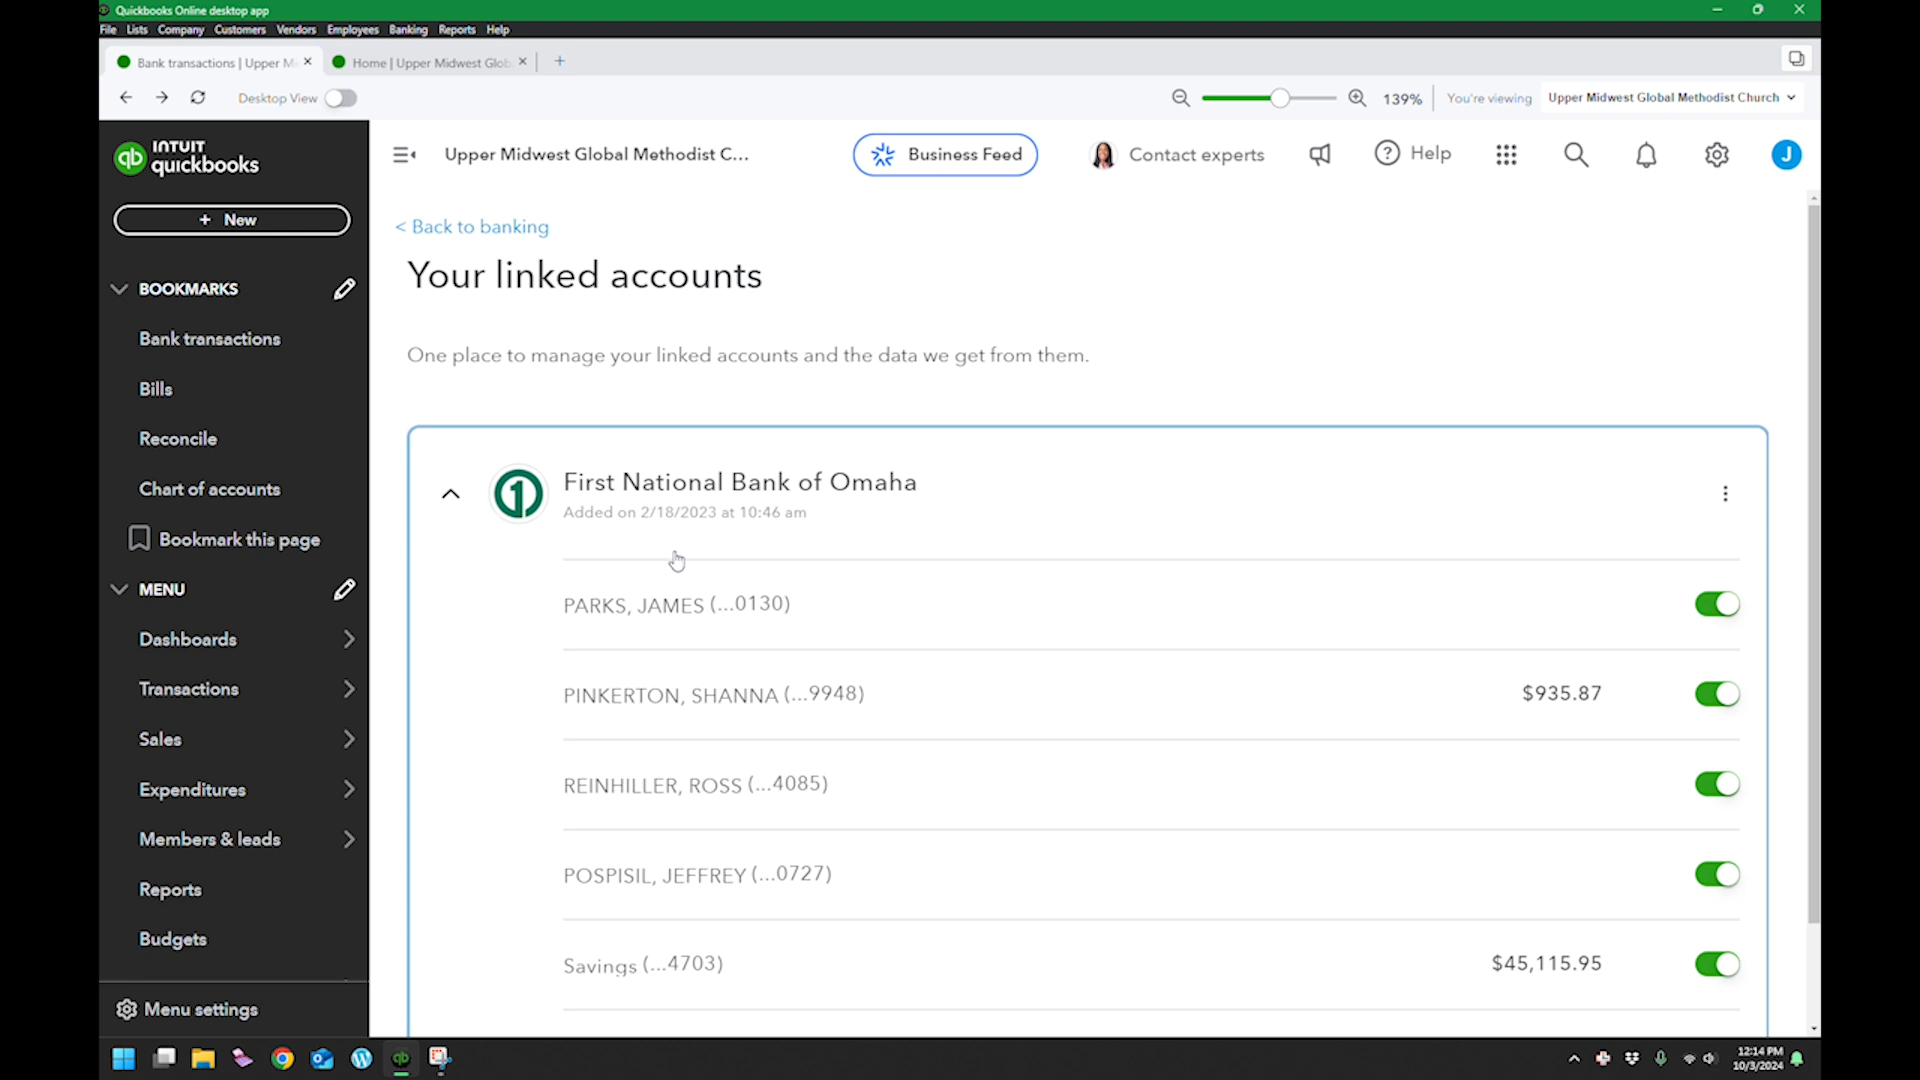 Quickbooks Online desktop app
File Lists Company Customers Vendors Employees Banking Reports Help
Bank transactions | Upper M
Home | Upper Midwest Glob
Desktop View
139%
You're viewing
Upper Midwest Global Methodist Church
INTUIT
quickbooks
Upper Midwest Global Methodist C...
Business Feed
Contact experts
Help
J
+ New
< Back to banking
Your linked accounts
One place to manage your linked accounts and the data we get from them.
BOOKMARKS
Bank transactions
Bills
Reconcile
Chart of accounts
Bookmark this page
MENU
Dashboards
Transactions
Sales
Expenditures
Members & leads
Reports
Budgets
Menu settings
First National Bank of Omaha
Added on 2/18/2023 at 10:46 am
PARKS, JAMES (...0130)
PINKERTON, SHANNA (...9948) $935.87
REINHILLER, ROSS (...4085)
POSPISIL, JEFFREY (...0727)
Savings (...4703) $45,115.95
12:14 PM
10/3/2024